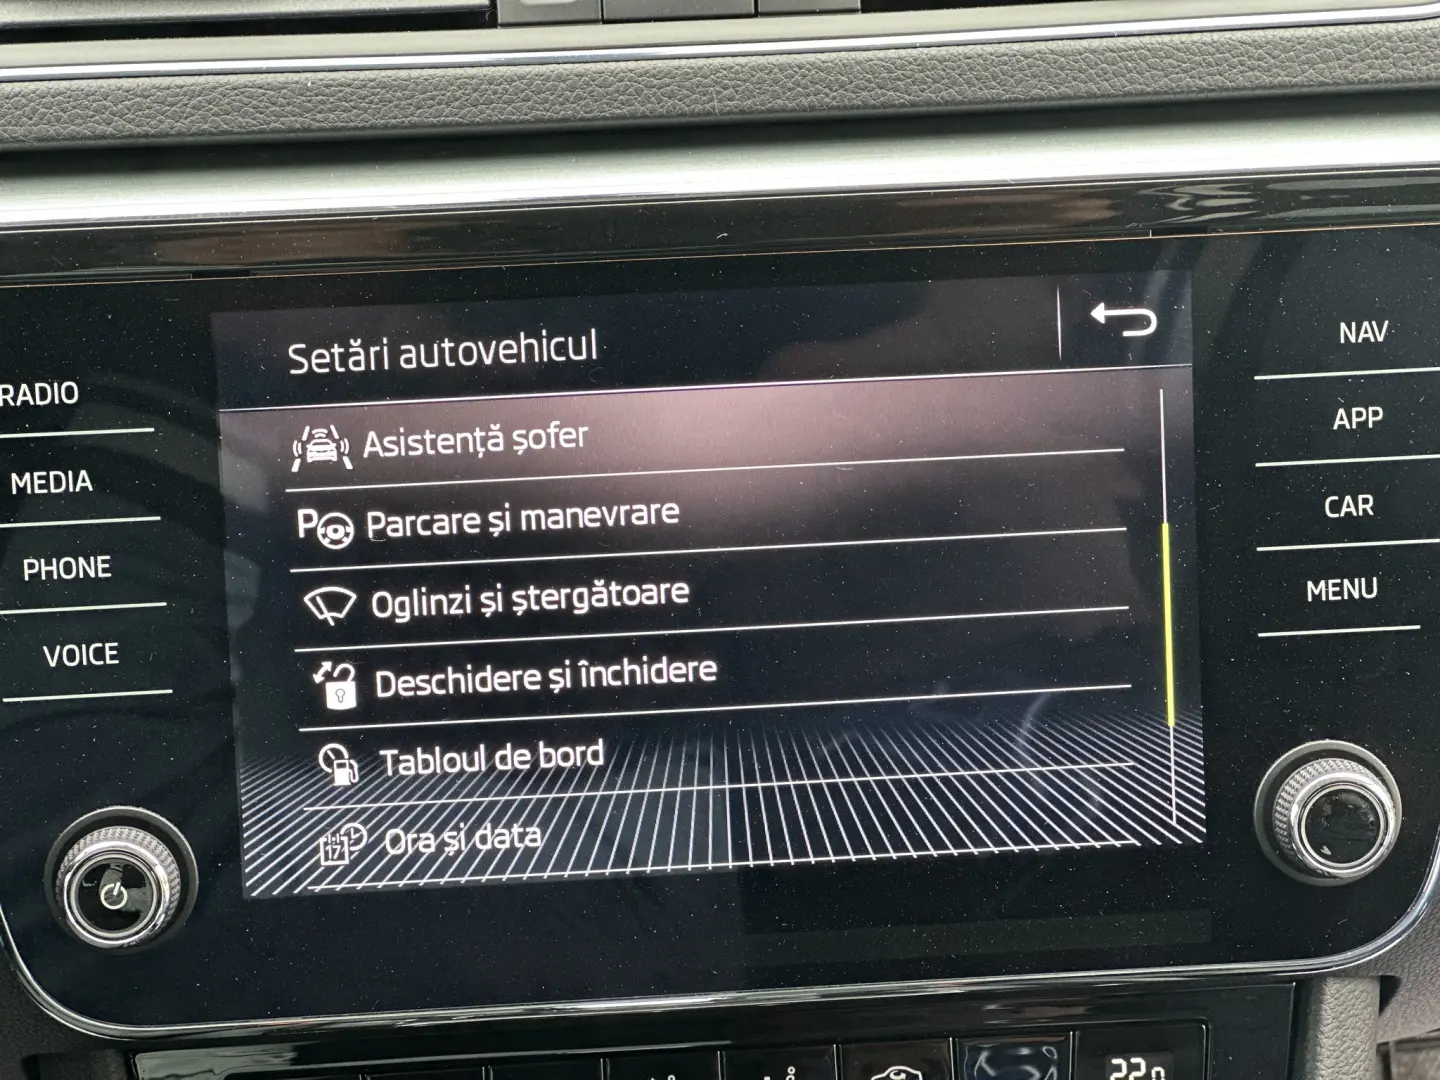 Setări autovehicul
Asistență șofer
Parcare și manevrare
Oglinzi și ștergătoare
Deschidere și închidere
Tabloul de bord
17
Ora și data
RADIO
MEDIA
PHONE
VOICE
NAV
APP
CAR
MENU